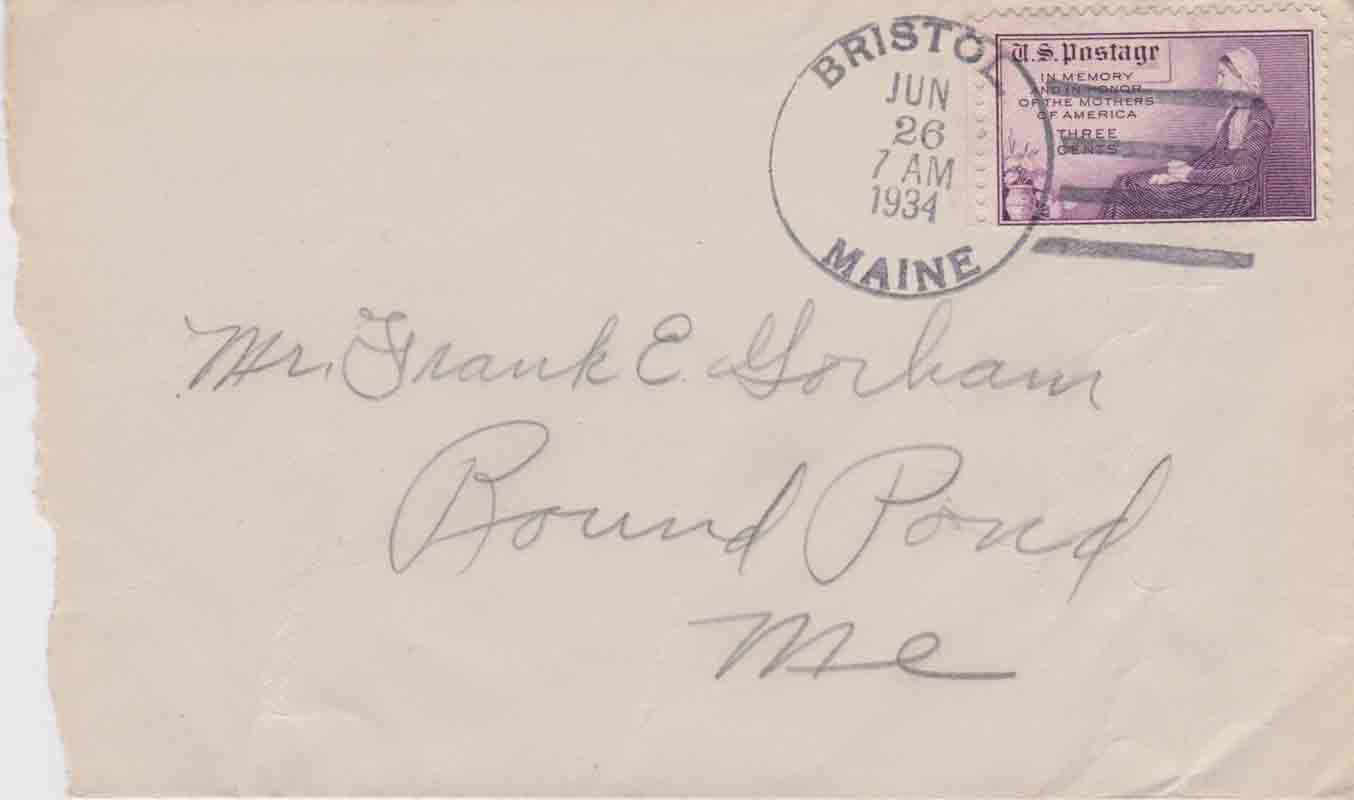 BRISTOL
JUN
26
7 AM
1934
MAINE
U.S. Postage
IN MEMORY
AND IN HONOR
OF THE MOTHERS
OF AMERICA
THREE
CENTS
Mr. Frank E. Gorham
Round Pond
Me